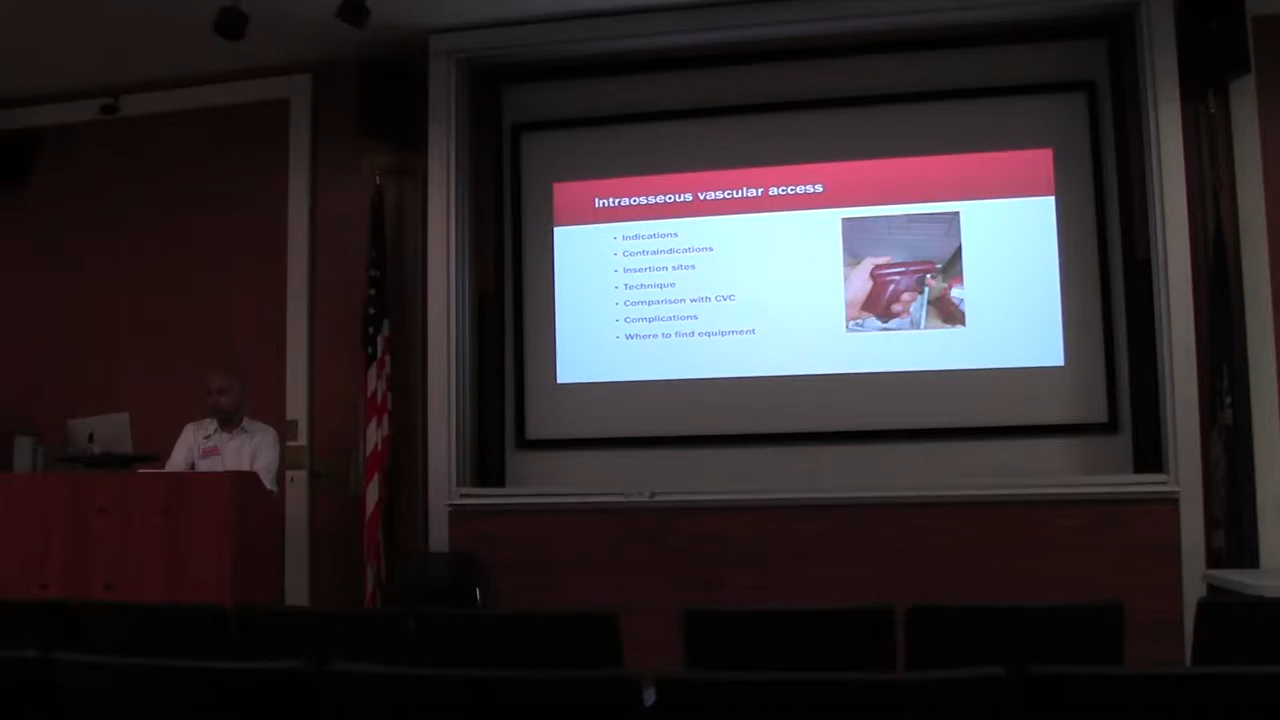 Intraosseous vascular access
• Indications
• Contraindications
• Insertion sites
• Technique
• Comparison with CVC
• Complications
• Where to find equipment